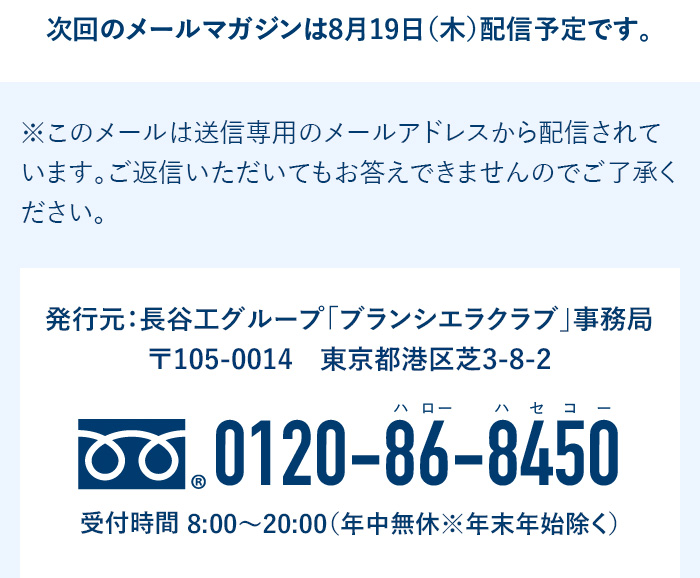 次回のメールマガジンは8月19日（木）配信予定です。
※このメールは送信専用のメールアドレスから配信されて
います。ご返信いただいてもお答えできませんのでご了承く
ださい。
発行元：長谷工グループ「ブランシエラクラブ」事務局
〒105-0014　東京都港区芝3-8-2
ハ ロー　ハ セ コ ー
® 0120-86-8450
受付時間 8:00～20:00（年中無休※年末年始除く）